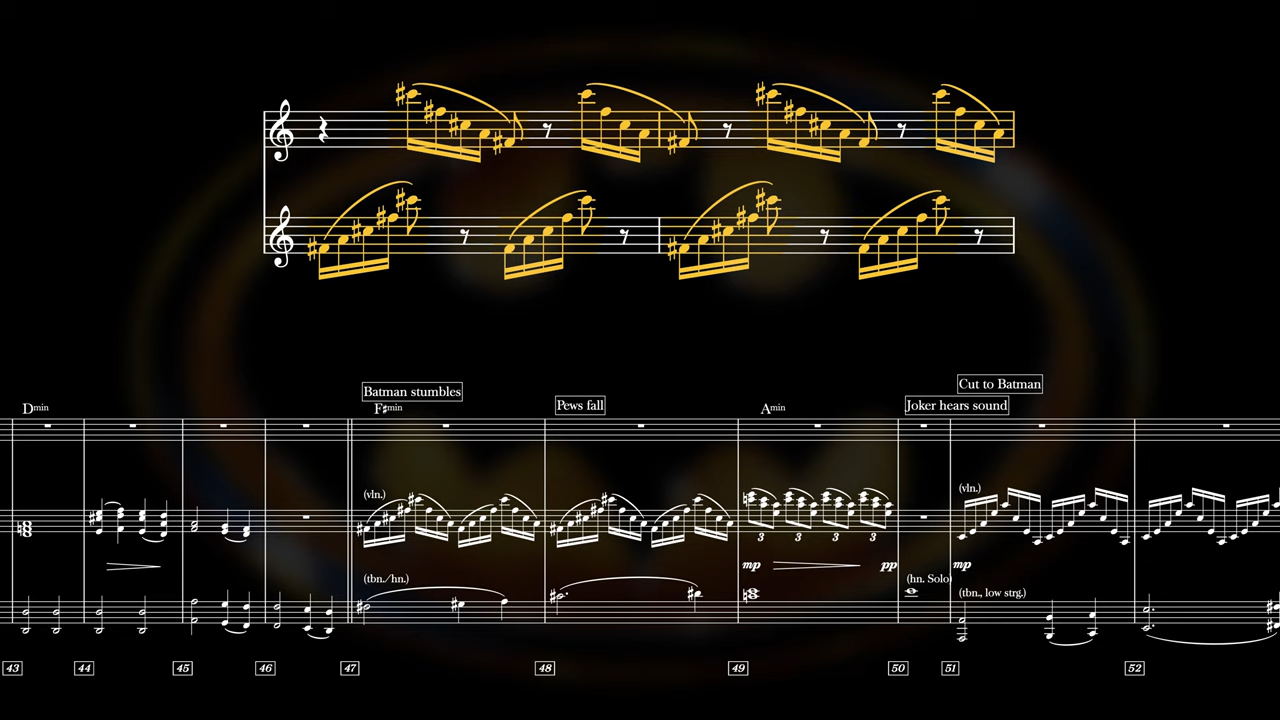 Cut to Batman
Batman stumbles
Dmin F♯min Pews fall Amin Joker hears sound
(vln.) (vln.)
3 3 3 3
mp pp mp
(tbn./hn.) (hn. Solo)
(tbn., low strg.)
43 44 45 46 47 48 49 50 51 52